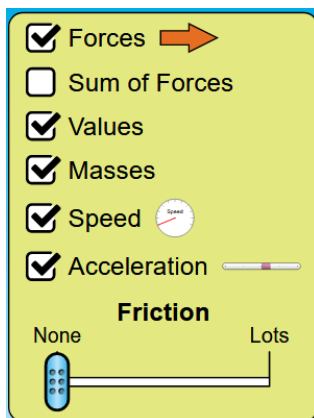 Forces
Sum of Forces
Values
Masses
Speed Speed
Acceleration
Friction
None Lots